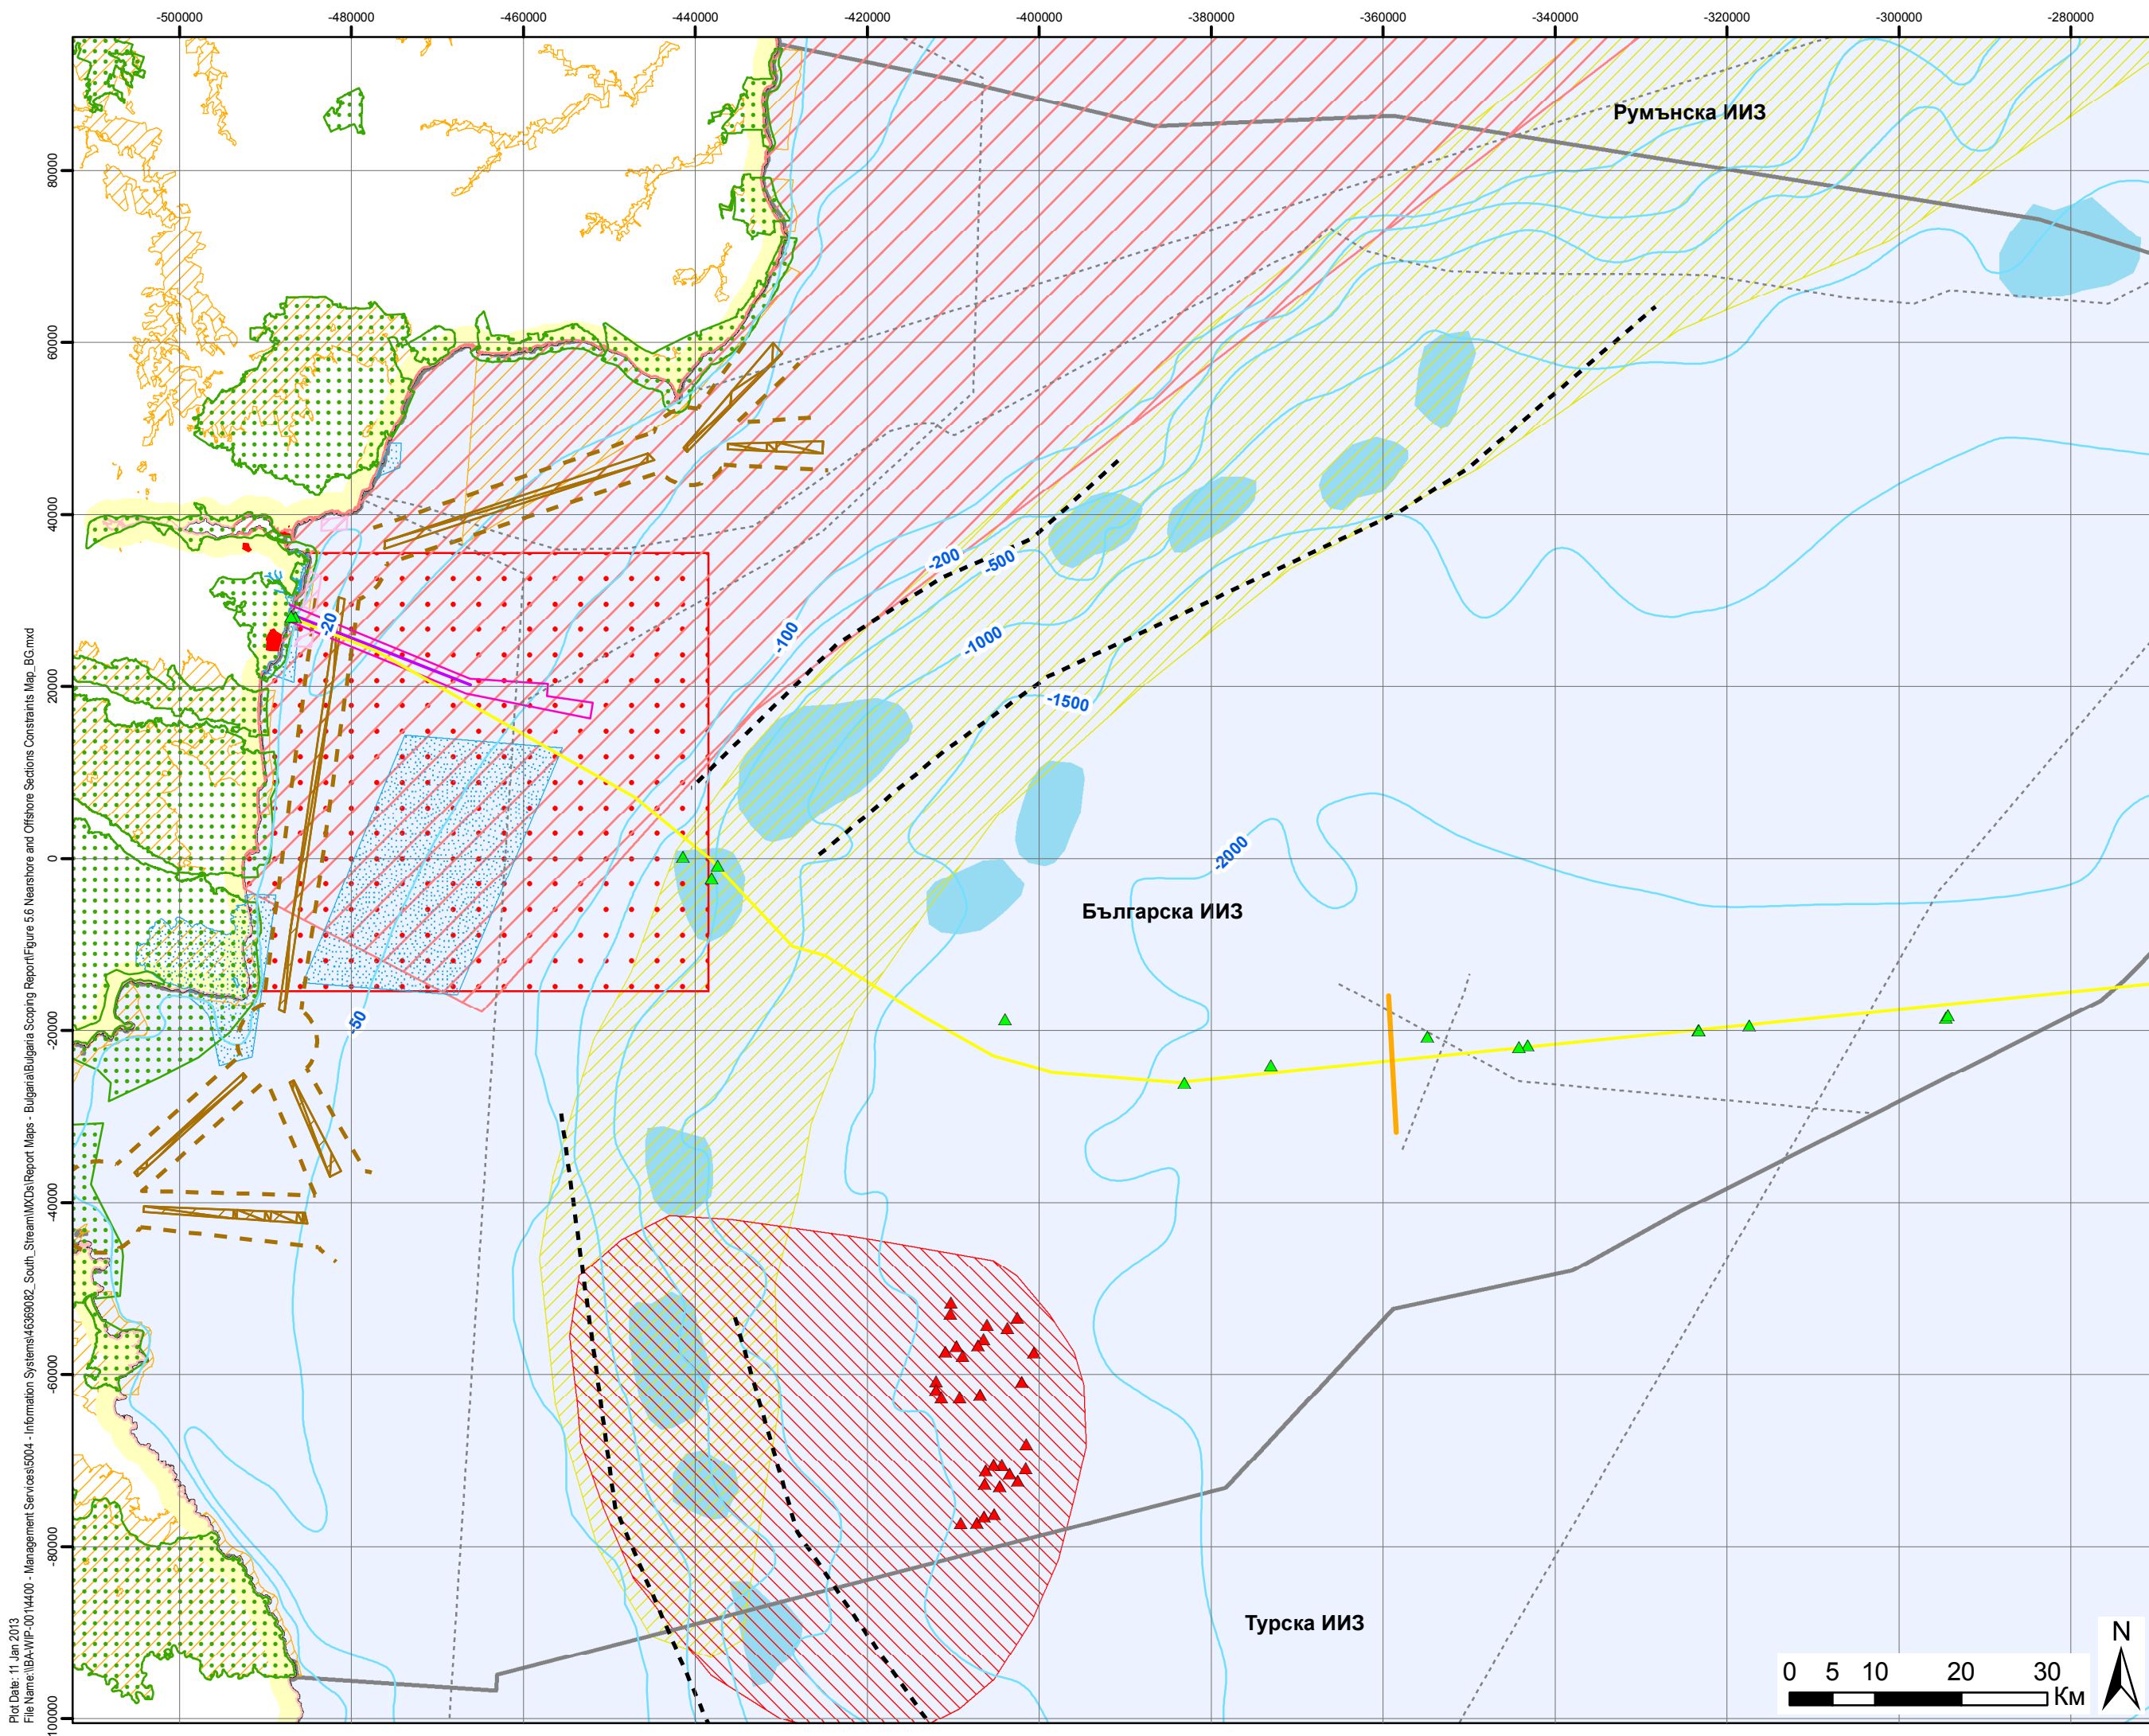 -500000 -480000 -460000 -440000 -420000 -400000 -380000 -360000 -340000 -320000 -300000 -280000
Румънска ИИЗ
80000
60000
40000
20000
0
-20000
-40000
-60000
-80000
-100000
-200
-500
-100
-1000
-20
-1500
-2000
Българска ИИЗ
-50
Турска ИИЗ
N
0 5 10 20 30
Км
Plot Date: 11 Jan 2013
File Name:\\BA-WIP-001\4400 - Management Services\5004 - Information Systems\46369082_South_Stream\MXDs\Report Maps - Bulgaria\Bulgaria Scoping Report\Figure 5.6 Nearshore and Offshore Sections Constraints Map_BG.mxd